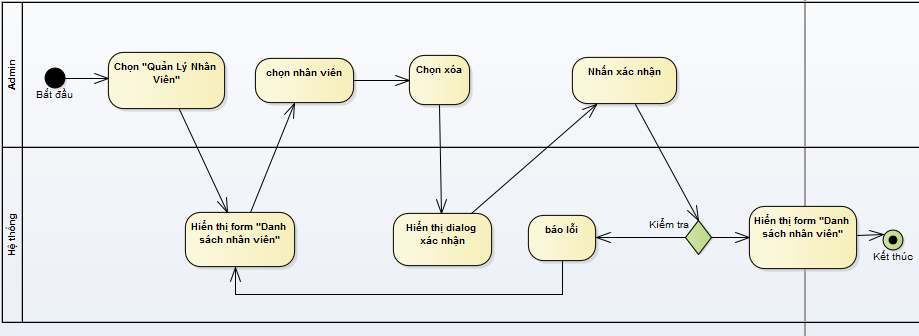 Admin
Bắt đầu
Chọn "Quản Lý Nhân
Viên"
chọn nhân viên
Chọn xóa
Nhấn xác nhận
Hệ thống
Hiển thị form "Danh
sách nhân viên"
Hiển thị dialog
xác nhận
báo lỗi
Kiểm tra
Hiển thị form "Danh
sách nhân viên"
Kết thúc